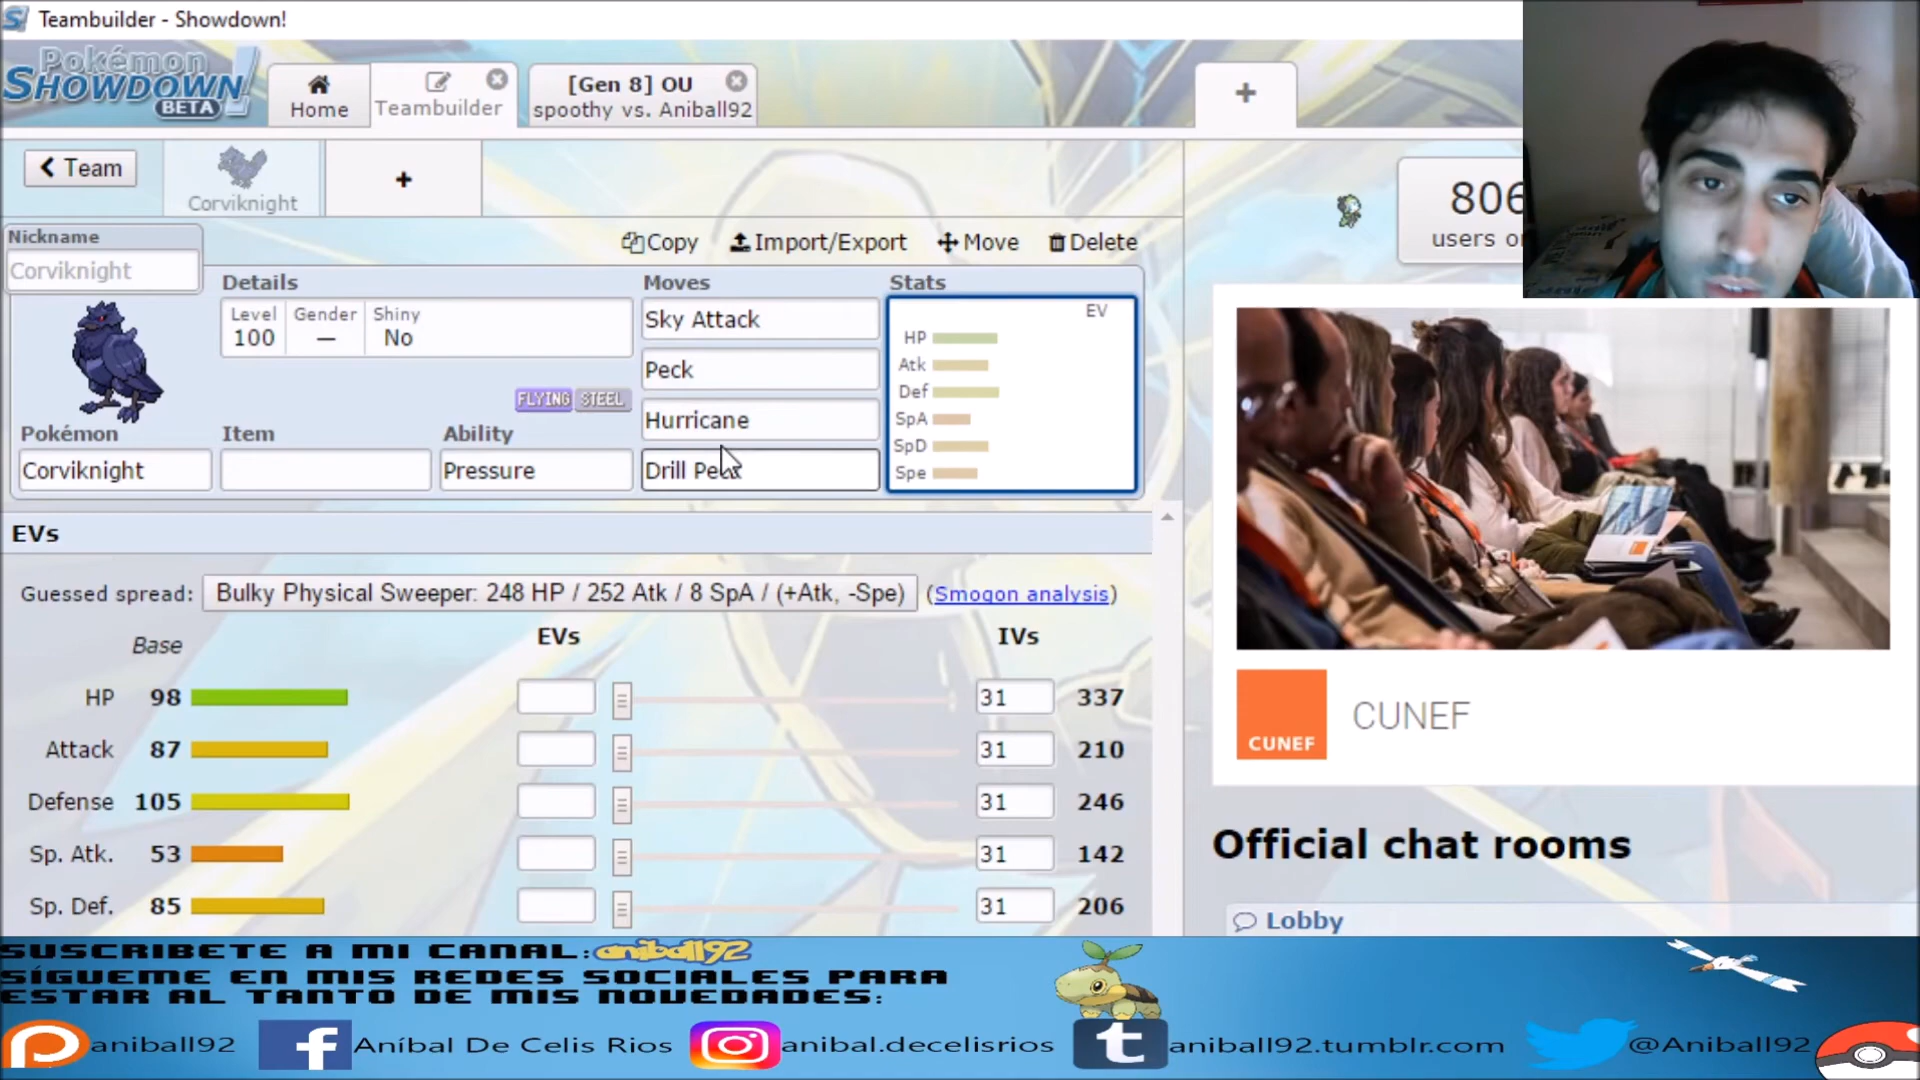 Teambuilder - Showdown!
Pokémon
SHOWDOWN!
BETA
Home
Teambuilder
[Gen 8] OU
spoothy vs. Aniball92
+
< Team
Corviknight
+
806
users o
Nickname
Corviknight
Copy
Import/Export
Move
Delete
Details
Moves
Stats
Level
Gender
Shiny
100
—
No
Sky Attack
Peck
Hurricane
Drill Peck
EV
HP
Atk
Def
SpA
SpD
Spe
FLYING STEEL
Pokémon
Item
Ability
Corviknight
Pressure
EVs
Guessed spread: Bulky Physical Sweeper: 248 HP / 252 Atk / 8 SpA / (+Atk, -Spe) (Smogon analysis)
Base
EVs
IVs
HP 98 31 337
Attack 87 31 210
Defense 105 31 246
Sp. Atk. 53 31 142
Sp. Def. 85 31 206
CUNEF
CUNEF
Official chat rooms
Lobby
SUSCRIBETE A MI CANAL: aniball92
SÍGUEME EN MIS REDES SOCIALES PARA
ESTAR AL TANTO DE MIS NOVEDADES:
aniball92
Aníbal De Celis Rios
anibal.decelisrios
aniball92.tumblr.com
@Aniball92